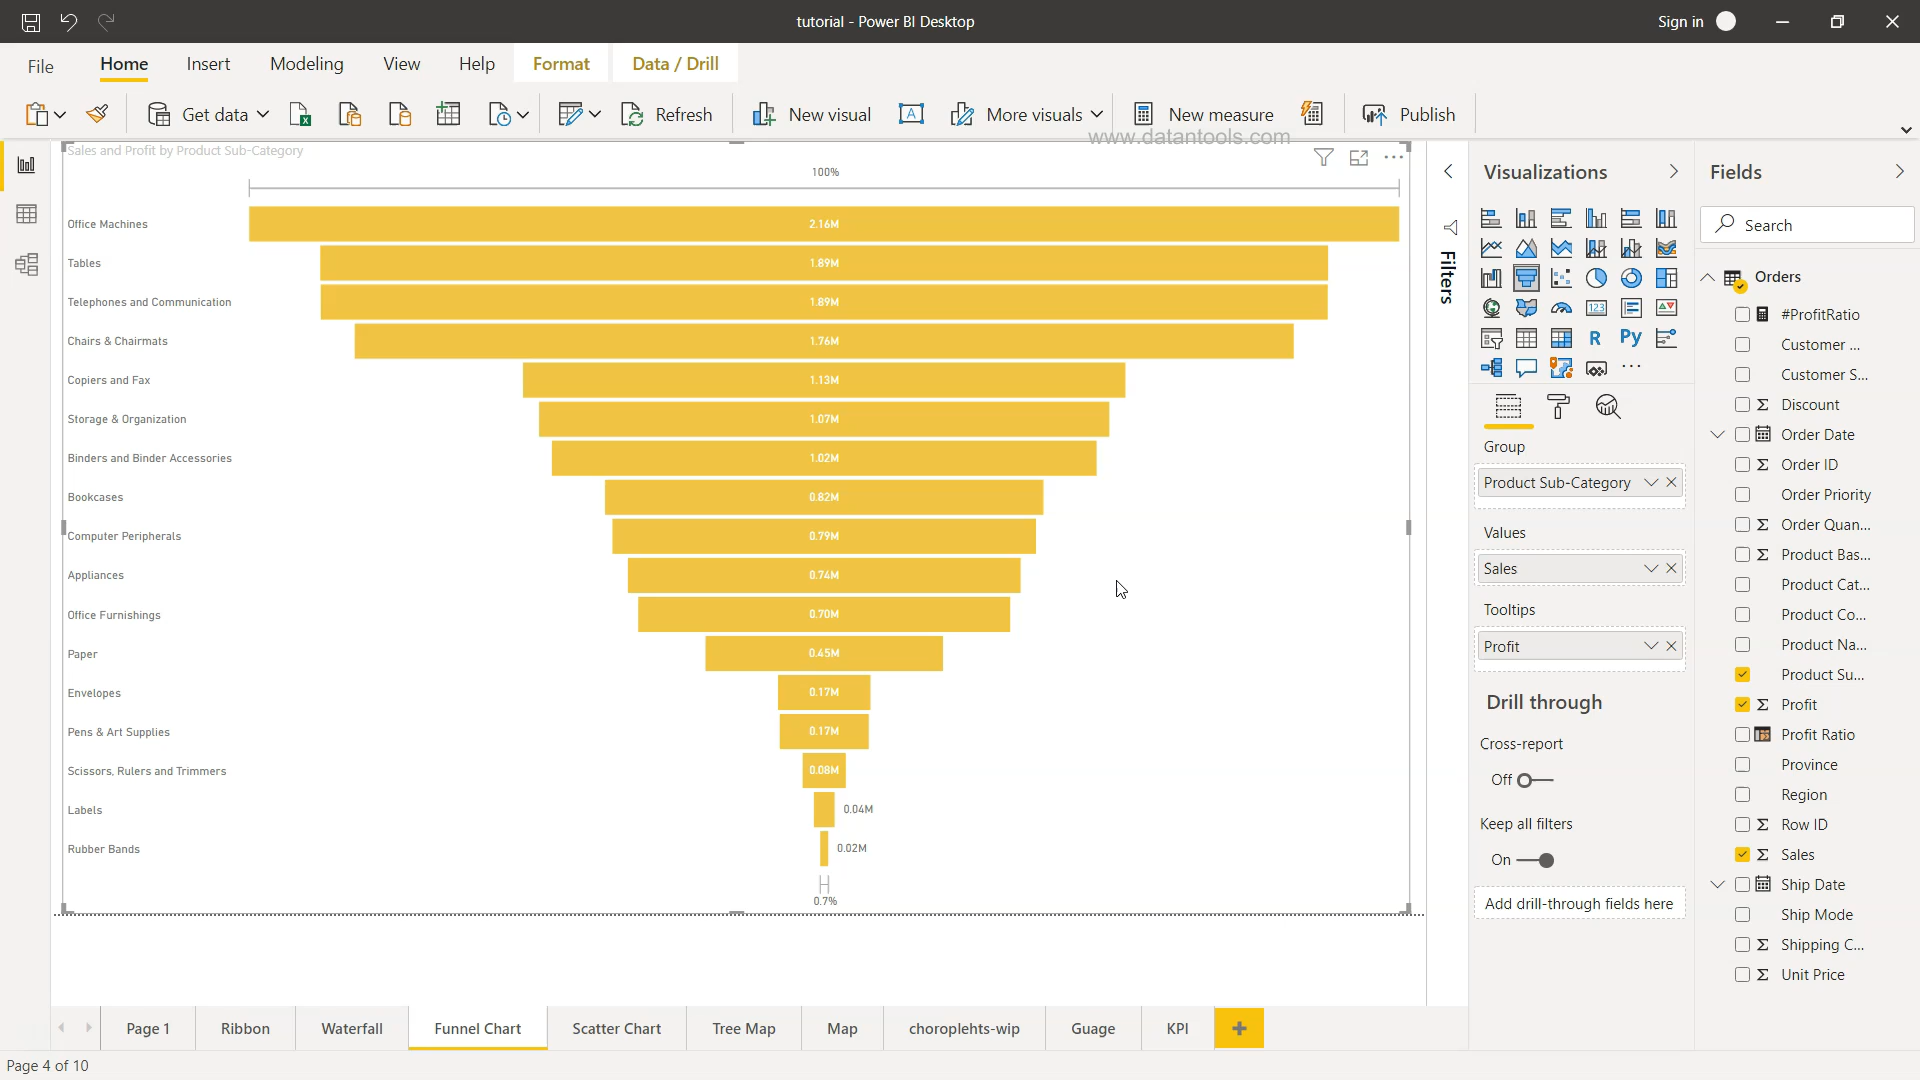 tutorial - Power BI Desktop
Sign in
File
Home
Insert
Modeling
View
Help
Format
Data / Drill
Get data
Refresh
New visual
More visuals
New measure
Publish
www.datantools.com
Sales and Profit by Product Sub-Category
100%
Office Machines
2.16M
Tables
1.89M
Telephones and Communication
1.89M
Chairs & Chairmats
1.76M
Copiers and Fax
1.13M
Storage & Organization
1.07M
Binders and Binder Accessories
1.02M
Bookcases
0.82M
Computer Peripherals
0.79M
Appliances
0.74M
Office Furnishings
0.70M
Paper
0.45M
Envelopes
0.17M
Pens & Art Supplies
0.17M
Scissors, Rulers and Trimmers
0.08M
Labels
0.04M
Rubber Bands
0.02M
0.7%
Filters
Visualizations
123
R
Py
Group
Product Sub-Category
Values
Sales
Tooltips
Profit
Drill through
Cross-report
Off
Keep all filters
On
Add drill-through fields here
Fields
Search
Orders
#ProfitRatio
Customer ...
Customer S...
Discount
Order Date
Order ID
Order Priority
Order Quan...
Product Bas...
Product Cat...
Product Co...
Product Na...
Product Su...
Profit
Profit Ratio
Province
Region
Row ID
Sales
Ship Date
Ship Mode
Shipping C...
Unit Price
Page 1
Ribbon
Waterfall
Funnel Chart
Scatter Chart
Tree Map
Map
choroplehts-wip
Guage
KPI
Page 4 of 10